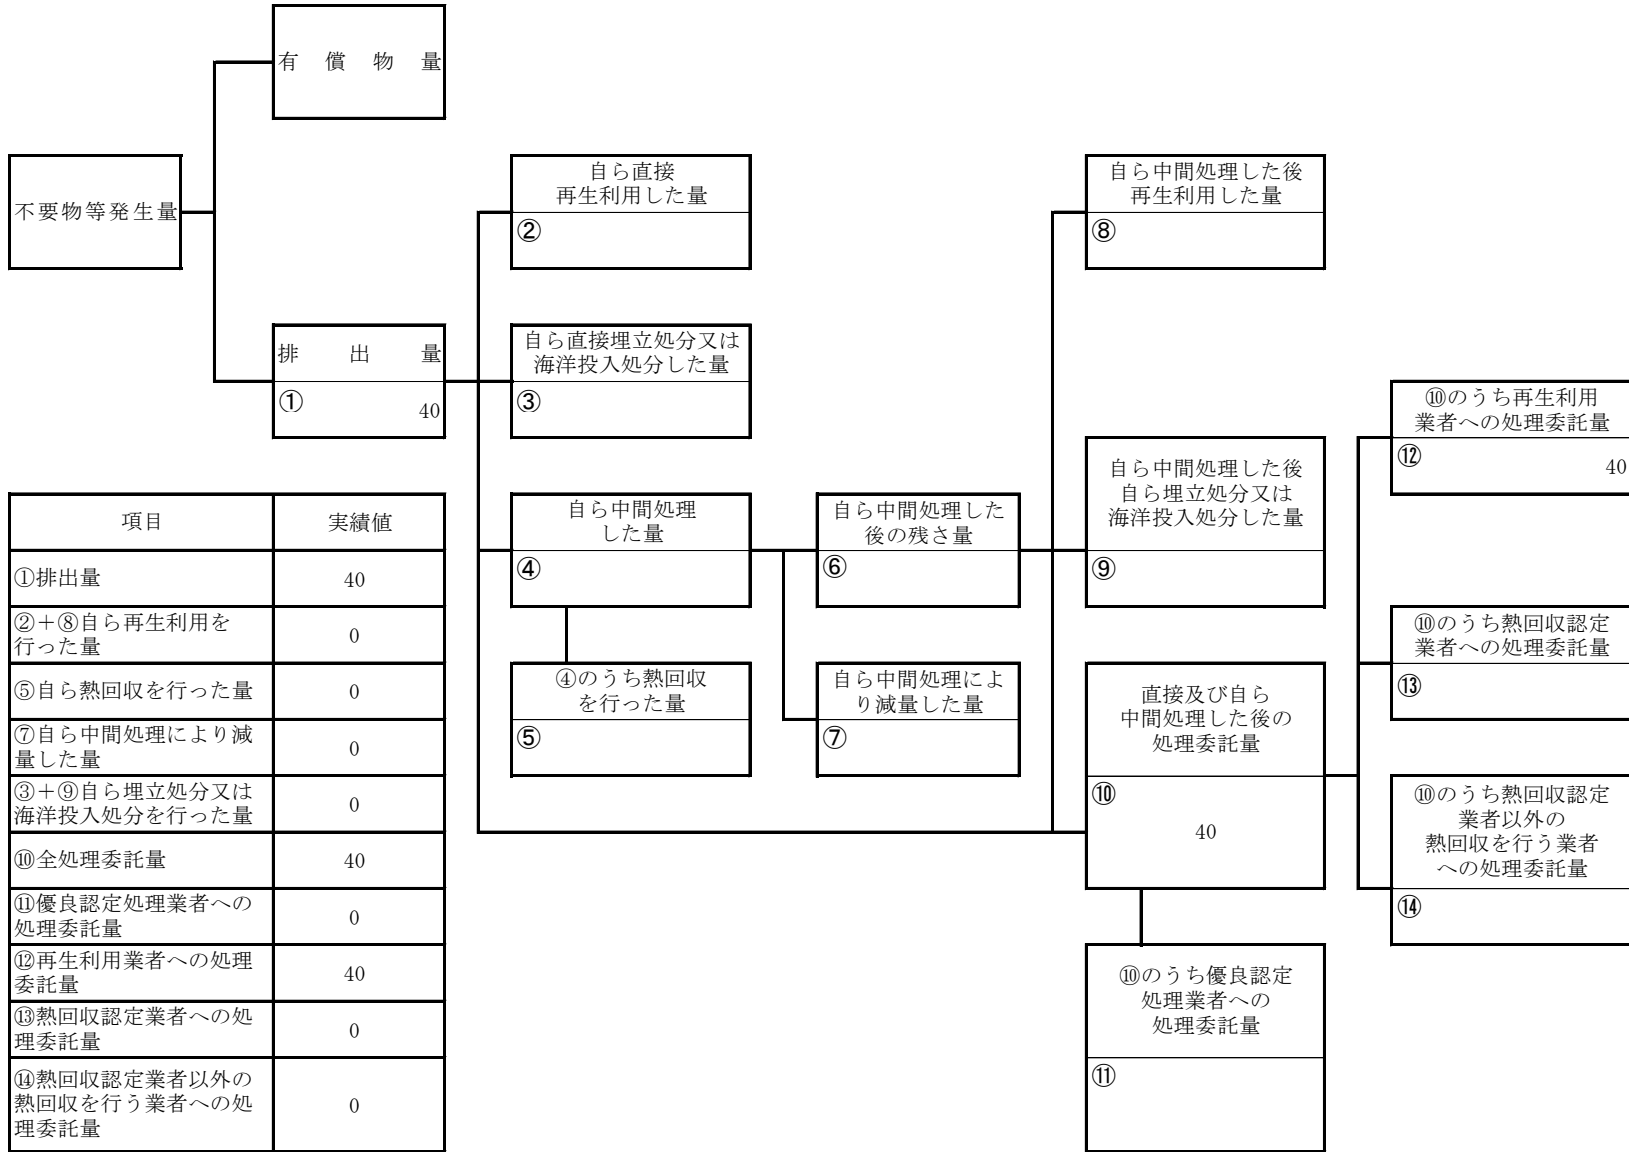 有償物量
不要物等発生量
排出量
①
40
自ら直接
再生利用した量
②
自ら直接埋立処分又は
海洋投入処分した量
③
自ら中間処理
した量
④
④のうち熱回収
を行った量
⑤
自ら中間処理した
後の残さ量
⑥
自ら中間処理によ
り減量した量
⑦
自ら中間処理した後
再生利用した量
⑧
自ら中間処理した後
自ら埋立処分又は
海洋投入処分した量
⑨
直接及び自ら
中間処理した後の
処理委託量
⑩
40
⑩のうち優良認定
処理業者への
処理委託量
⑪
⑩のうち再生利用
業者への処理委託量
⑫
40
⑩のうち熱回収認定
業者への処理委託量
⑬
⑩のうち熱回収認定
業者以外の
熱回収を行う業者
への処理委託量
⑭
項目 実績値
①排出量 40
②＋⑧自ら再生利用を
行った量 0
⑤自ら熱回収を行った量 0
⑦自ら中間処理により減
量した量 0
③＋⑨自ら埋立処分又は
海洋投入処分を行った量 0
⑩全処理委託量 40
⑪優良認定処理業者への
処理委託量 0
⑫再生利用業者への処理
委託量 40
⑬熱回収認定業者への処
理委託量 0
⑭熱回収認定業者以外の
熱回収を行う業者への処
理委託量 0